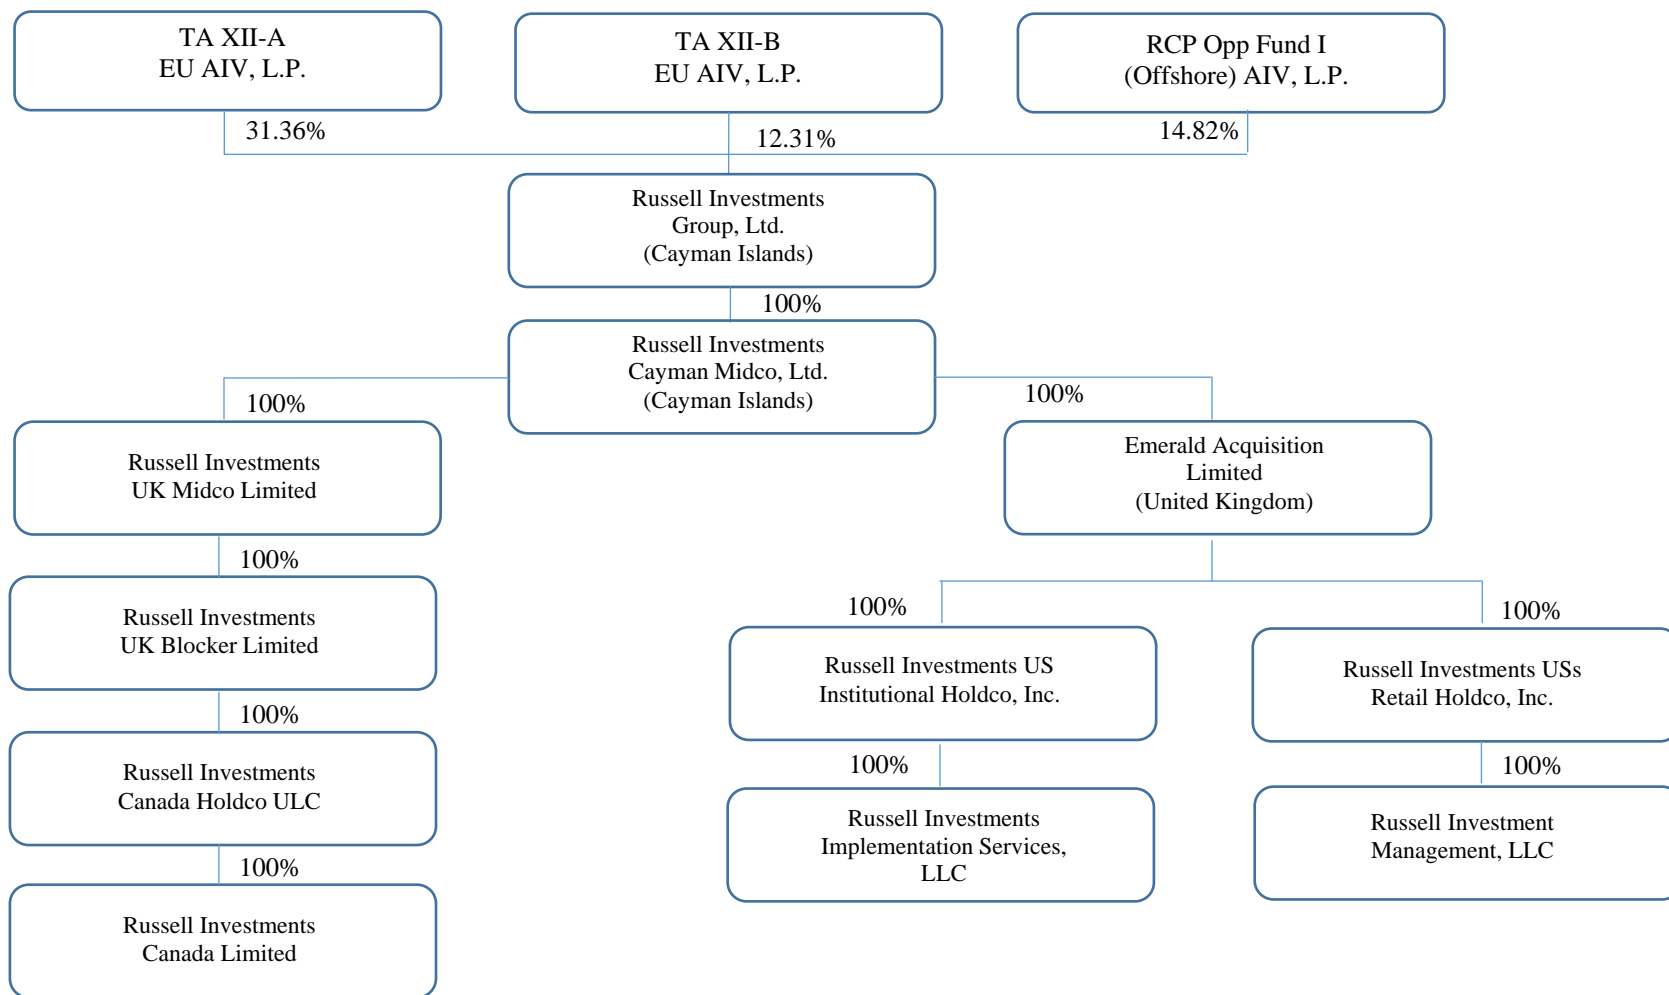 TA XII-A
EU AIV, L.P.
TA XII-B
EU AIV, L.P.
RCP Opp Fund I
(Offshore) AIV, L.P.
31.36%
12.31%
14.82%
Russell Investments
Group, Ltd.
(Cayman Islands)
100%
Russell Investments
Cayman Midco, Ltd.
(Cayman Islands)
100%
100%
Russell Investments
UK Midco Limited
Emerald Acquisition
Limited
(United Kingdom)
100%
Russell Investments
UK Blocker Limited
100%
100%
Russell Investments US
Institutional Holdco, Inc.
Russell Investments USs
Retail Holdco, Inc.
100%
Russell Investments
Canada Holdco ULC
100%
100%
Russell Investments
Implementation Services,
LLC
Russell Investment
Management, LLC
100%
Russell Investments
Canada Limited